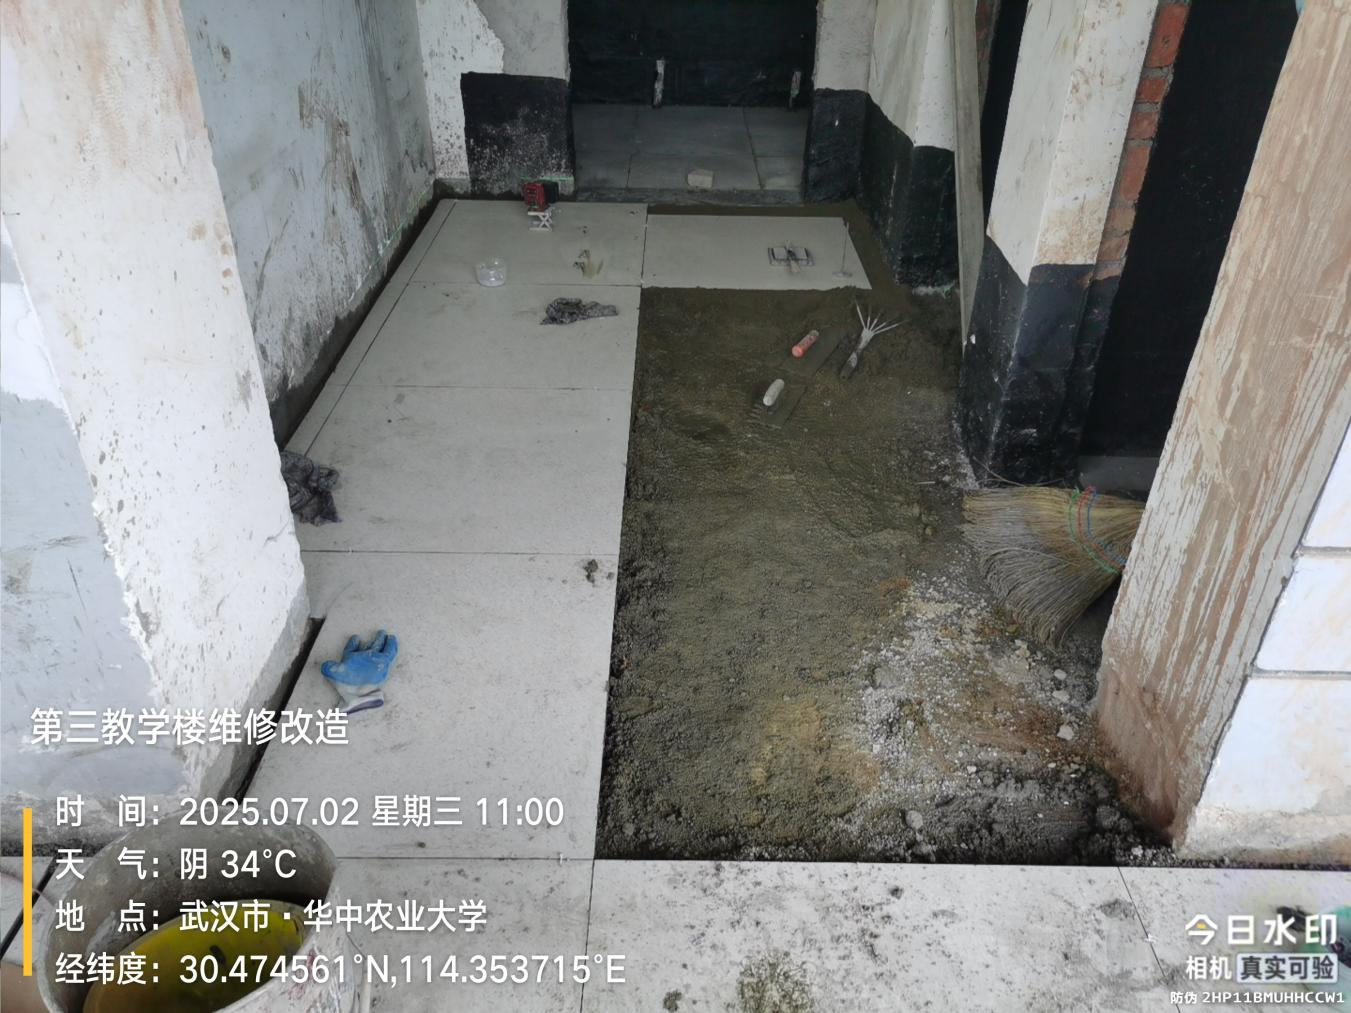 第三教学楼维修改造
时 间：2025.07.02 星期三 11:00
天 气：阴 34°C
地 点：武汉市·华中农业大学
经纬度：30.474561°N,114.353715°E
今日水印
相机 真实可验
防伪 2HP11BMUHHCCW1